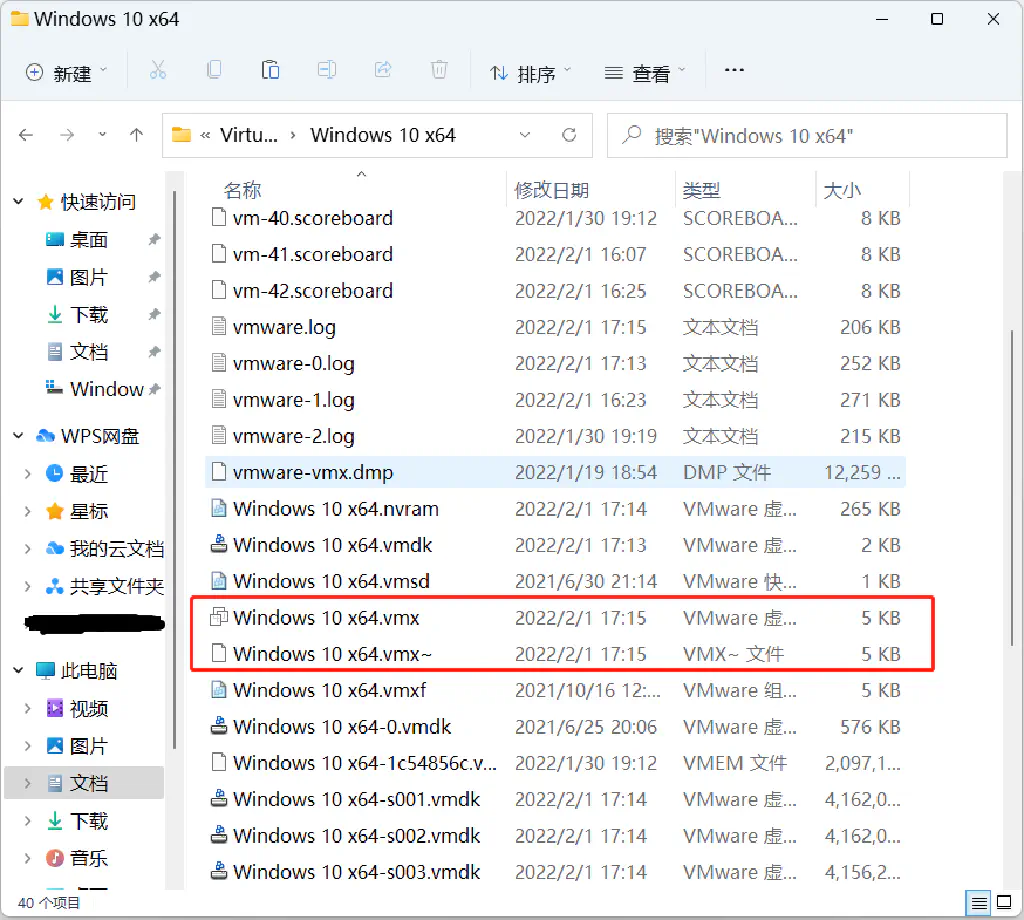 Windows 10 x64
新建 排序 查看 ...
« Virtu... › Windows 10 x64 搜索"Windows 10 x64"
名称 修改日期 类型 大小
快速访问
桌面
图片
下载
文档
Window
WPS网盘
最近
星标
我的云文档
共享文件夹
此电脑
视频
图片
文档
下载
音乐
vm-40.scoreboard 2022/1/30 19:12 SCOREBOA... 8 KB
vm-41.scoreboard 2022/2/1 16:07 SCOREBOA... 8 KB
vm-42.scoreboard 2022/2/1 16:25 SCOREBOA... 8 KB
vmware.log 2022/2/1 17:15 文本文档 206 KB
vmware-0.log 2022/2/1 17:13 文本文档 252 KB
vmware-1.log 2022/2/1 16:23 文本文档 271 KB
vmware-2.log 2022/1/30 19:19 文本文档 215 KB
vmware-vmx.dmp 2022/1/19 18:54 DMP 文件 12,259 ...
Windows 10 x64.nvram 2022/2/1 17:14 VMware 虚... 265 KB
Windows 10 x64.vmdk 2022/2/1 17:13 VMware 虚... 2 KB
Windows 10 x64.vmsd 2021/6/30 21:14 VMware 快... 1 KB
Windows 10 x64.vmx 2022/2/1 17:15 VMware 虚... 5 KB
Windows 10 x64.vmx~ 2022/2/1 17:15 VMX~ 文件 5 KB
Windows 10 x64.vmxf 2021/10/16 12:... VMware 组... 5 KB
Windows 10 x64-0.vmdk 2021/6/25 20:06 VMware 虚... 576 KB
Windows 10 x64-1c54856c.v... 2022/1/30 19:12 VMEM 文件 2,097,1...
Windows 10 x64-s001.vmdk 2022/2/1 17:14 VMware 虚... 4,162,0...
Windows 10 x64-s002.vmdk 2022/2/1 17:14 VMware 虚... 4,162,0...
Windows 10 x64-s003.vmdk 2022/2/1 17:14 VMware 虚... 4,156,2...
40 个项目